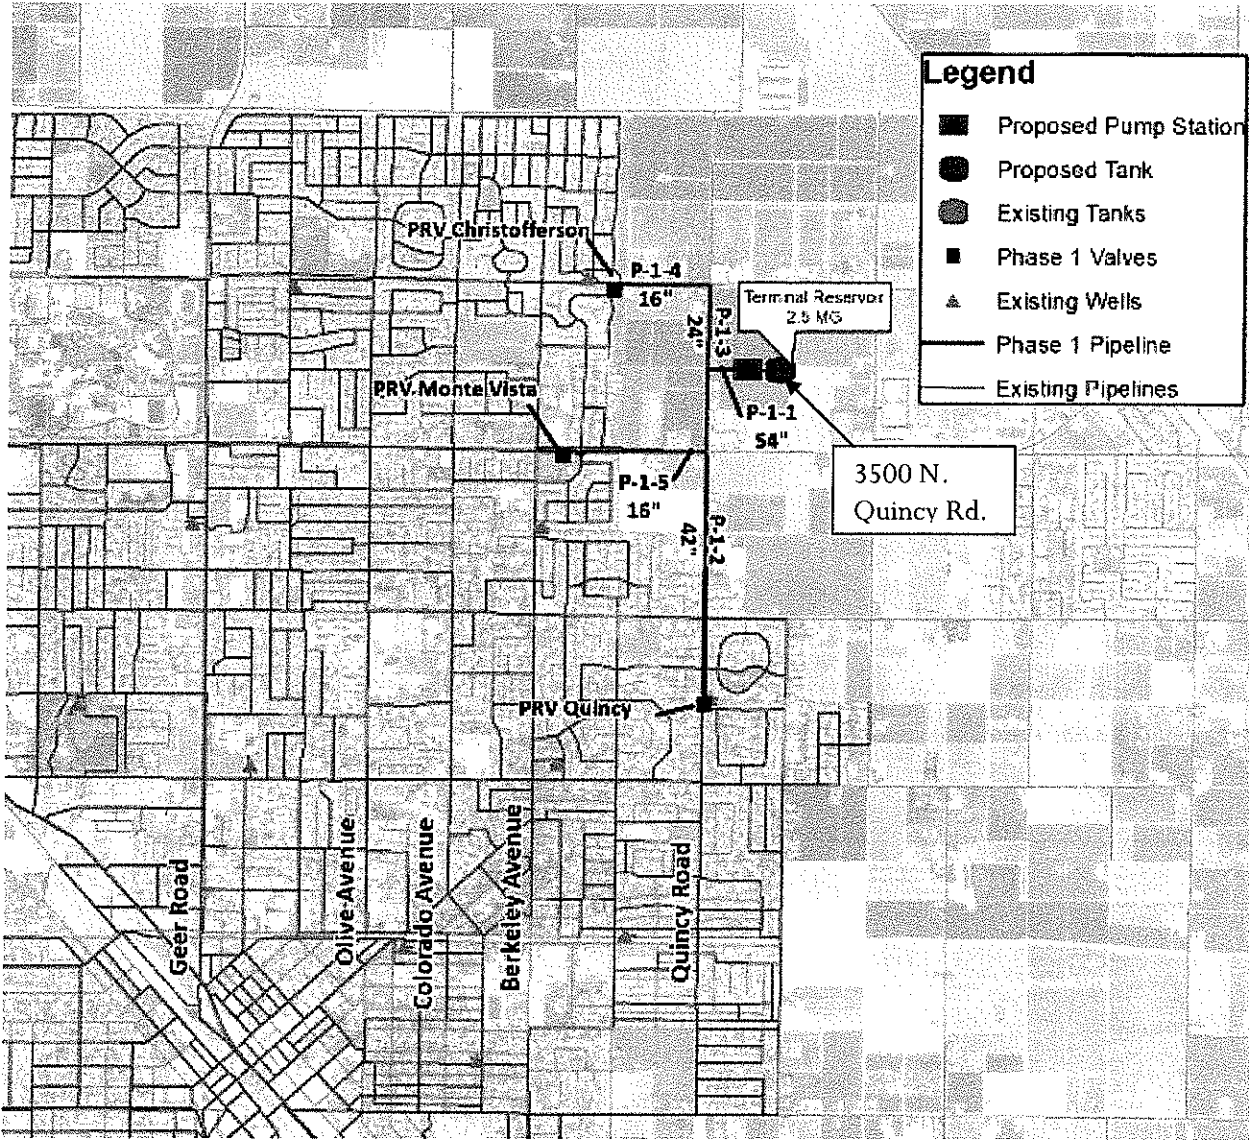 Legend
Proposed Pump Station
Proposed Tank
Existing Tanks
Phase 1 Valves
Existing Wells
Phase 1 Pipeline
Existing Pipelines
PRV Christofferson
P-1-4
16"
Terminal Reservoir
2.5 MG
P-1-3
24"
PRV Monte Vista
P-1-1
54"
3500 N.
Quincy Rd.
P-1-5
16"
P-1-2
42"
PRV Quincy
Geer Road
Olive Avenue
Colorado Avenue
Berkeley Avenue
Quincy Road